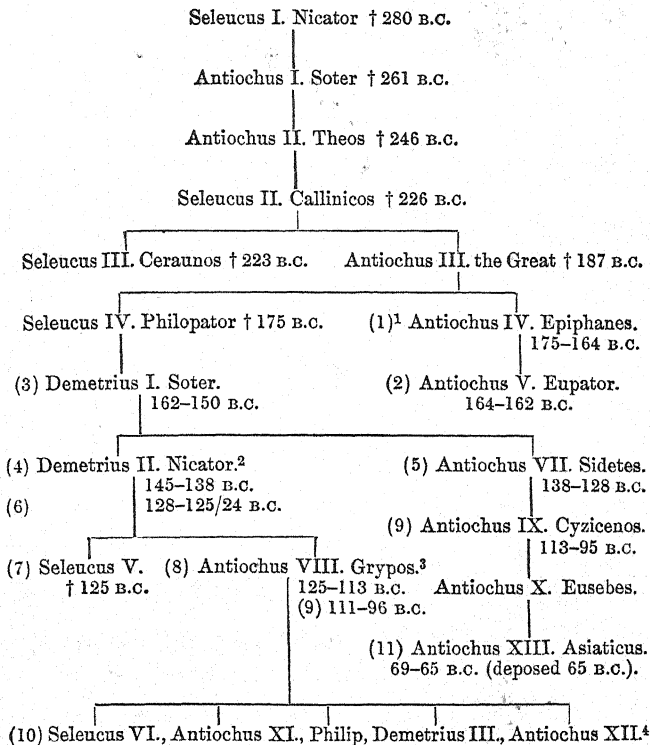 Seleucus I. Nicator † 280 B.C.
Antiochus I. Soter † 261 B.C.
Antiochus II. Theos † 246 B.C.
Seleucus II. Callinicos † 226 B.C.
Seleucus III. Ceraunos † 223 B.C. Antiochus III. the Great † 187 B.C.
Seleucus IV. Philopator † 175 B.C. (1)¹ Antiochus IV. Epiphanes.
175–164 B.C.
(3) Demetrius I. Soter. (2) Antiochus V. Eupator.
162–150 B.C. 164–162 B.C.
(4) Demetrius II. Nicator.² (5) Antiochus VII. Sidetes.
145–138 B.C. 138–128 B.C.
(6) 128–125/24 B.C.
(9) Antiochus IX. Cyzicenos.
113–95 B.C.
(7) Seleucus V. (8) Antiochus VIII. Grypos.³
† 125 B.C. 125–113 B.C. Antiochus X. Eusebes.
(9) 111–96 B.C.
(11) Antiochus XIII. Asiaticus.
69–65 B.C. (deposed 65 B.C.).
(10) Seleucus VI., Antiochus XI., Philip, Demetrius III., Antiochus XII.⁴